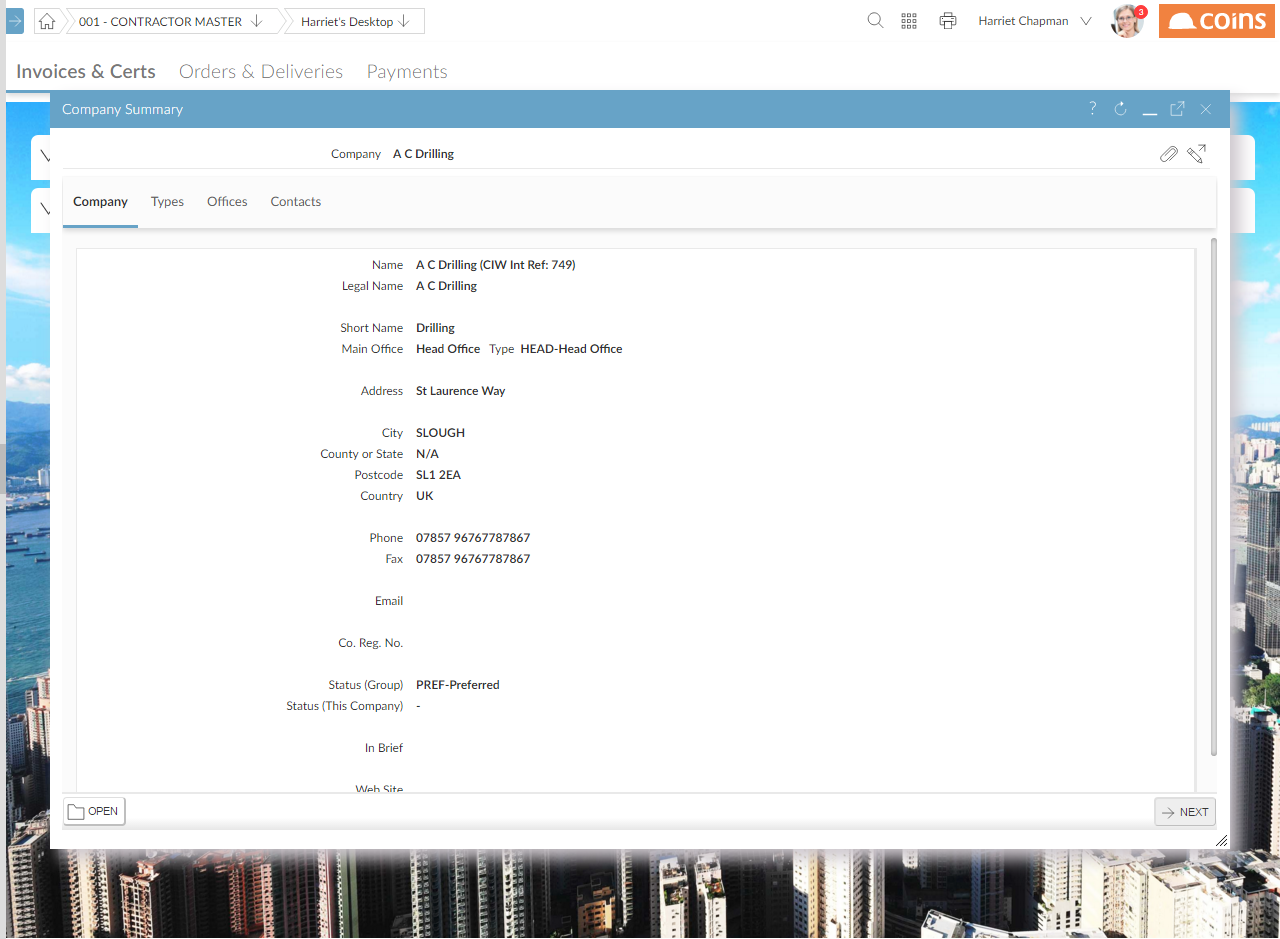 001 - CONTRACTOR MASTER Harriet's Desktop Harriet Chapman 3 coins
Invoices & Certs Orders & Deliveries Payments
Company Summary ?
Company A C Drilling
Company Types Offices Contacts
Name A C Drilling (CIW Int Ref: 749)
Legal Name A C Drilling
Short Name Drilling
Main Office Head Office Type HEAD-Head Office
Address St Laurence Way
City SLOUGH
County or State N/A
Postcode SL1 2EA
Country UK
Phone 07857 96767787867
Fax 07857 96767787867
Email
Co. Reg. No.
Status (Group) PREF-Preferred
Status (This Company) -
In Brief
Web Site
OPEN NEXT